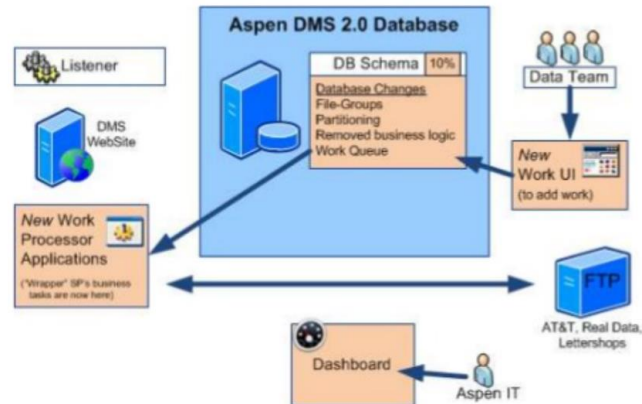 Aspen DMS 2.0 Database
Listener
DMS
WebSite
DB Schema
10%
Database Changes
File-Groups
Partitioning
Removed business logic
Work Queue
Data Team
New
Work UI
(to add work)
New Work
Processor
Applications
("Wrapper" SP's business
tasks are now here)
FTP
AT&T, Real Data,
Lettershops
Dashboard
Aspen IT